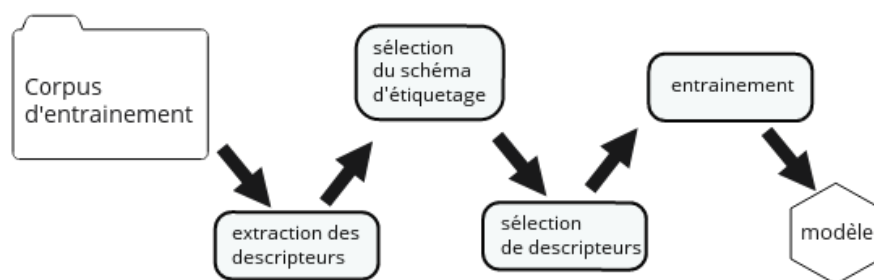 Corpus
d'entrainement
extraction des
descripteurs
sélection
du schéma
d'étiquetage
sélection
de descripteurs
entrainement
modèle